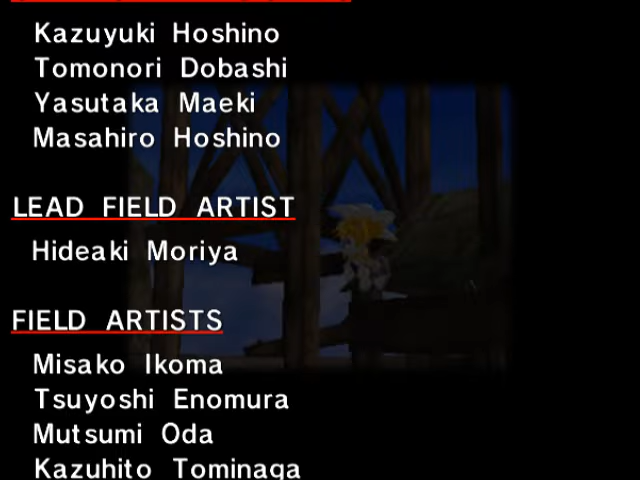 Kazuyuki Hoshino
Tomonori Dobashi
Yasutaka Maeki
Masahiro Hoshino
LEAD FIELD ARTIST
Hideaki Moriya
FIELD ARTISTS
Misako Ikoma
Tsuyoshi Enomura
Mutsumi Oda
Kazuhito Tominaga